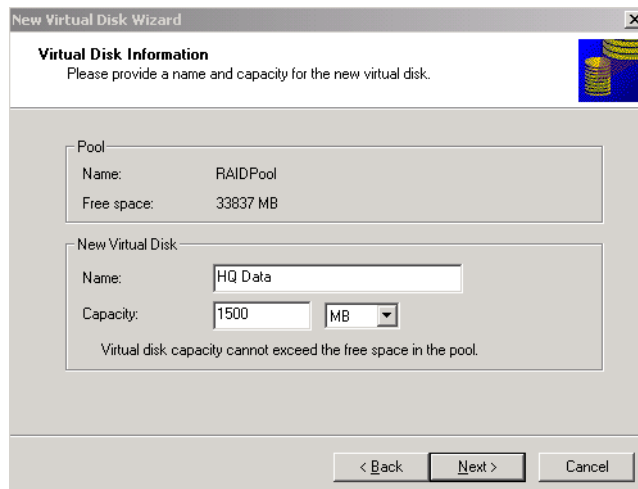 New Virtual Disk Wizard
Virtual Disk Information
Please provide a name and capacity for the new virtual disk.
Pool
Name: RAIDPool
Free space: 33837 MB
New Virtual Disk
Name: HQ Data
Capacity: 1500 MB
Virtual disk capacity cannot exceed the free space in the pool.
< Back Next > Cancel